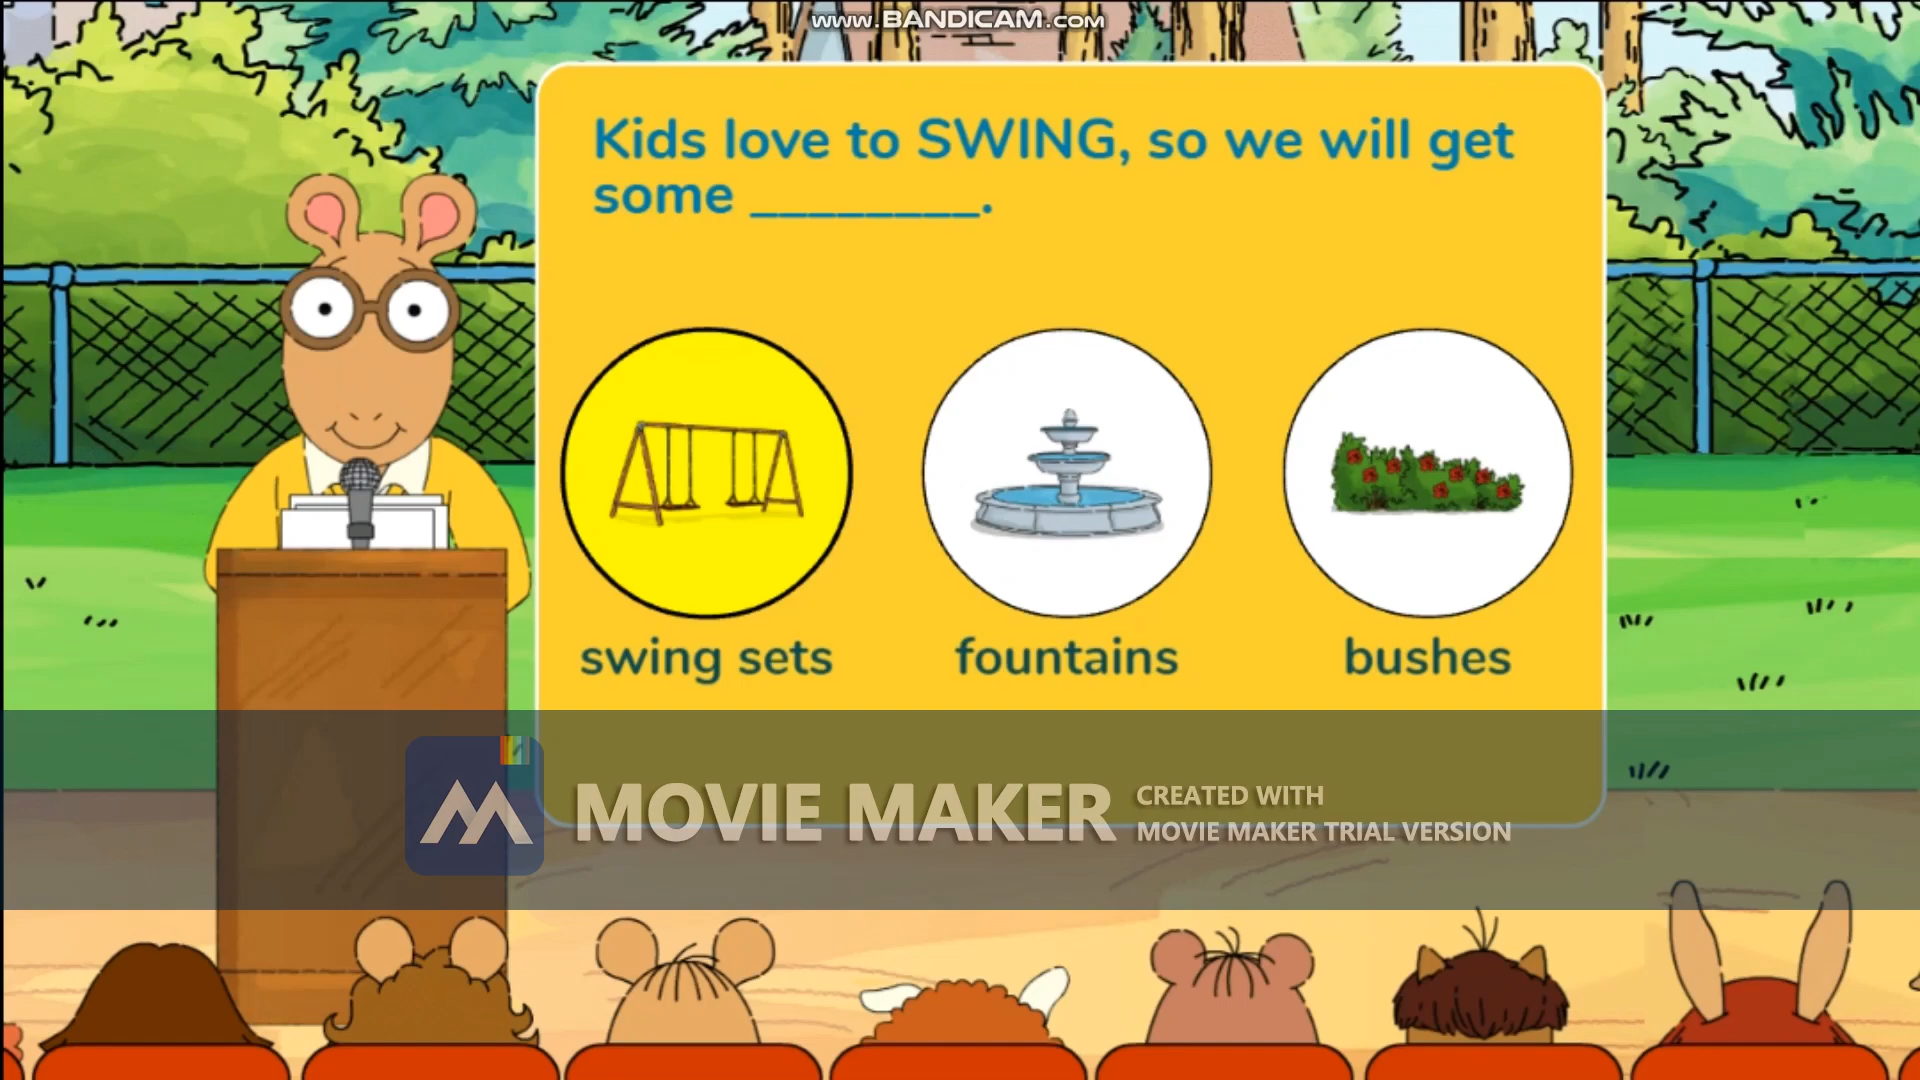 www.BANDICAM.com
Kids love to SWING, so we will get
some ________.
swing sets
fountains
bushes
MOVIE MAKER
CREATED WITH
MOVIE MAKER TRIAL VERSION